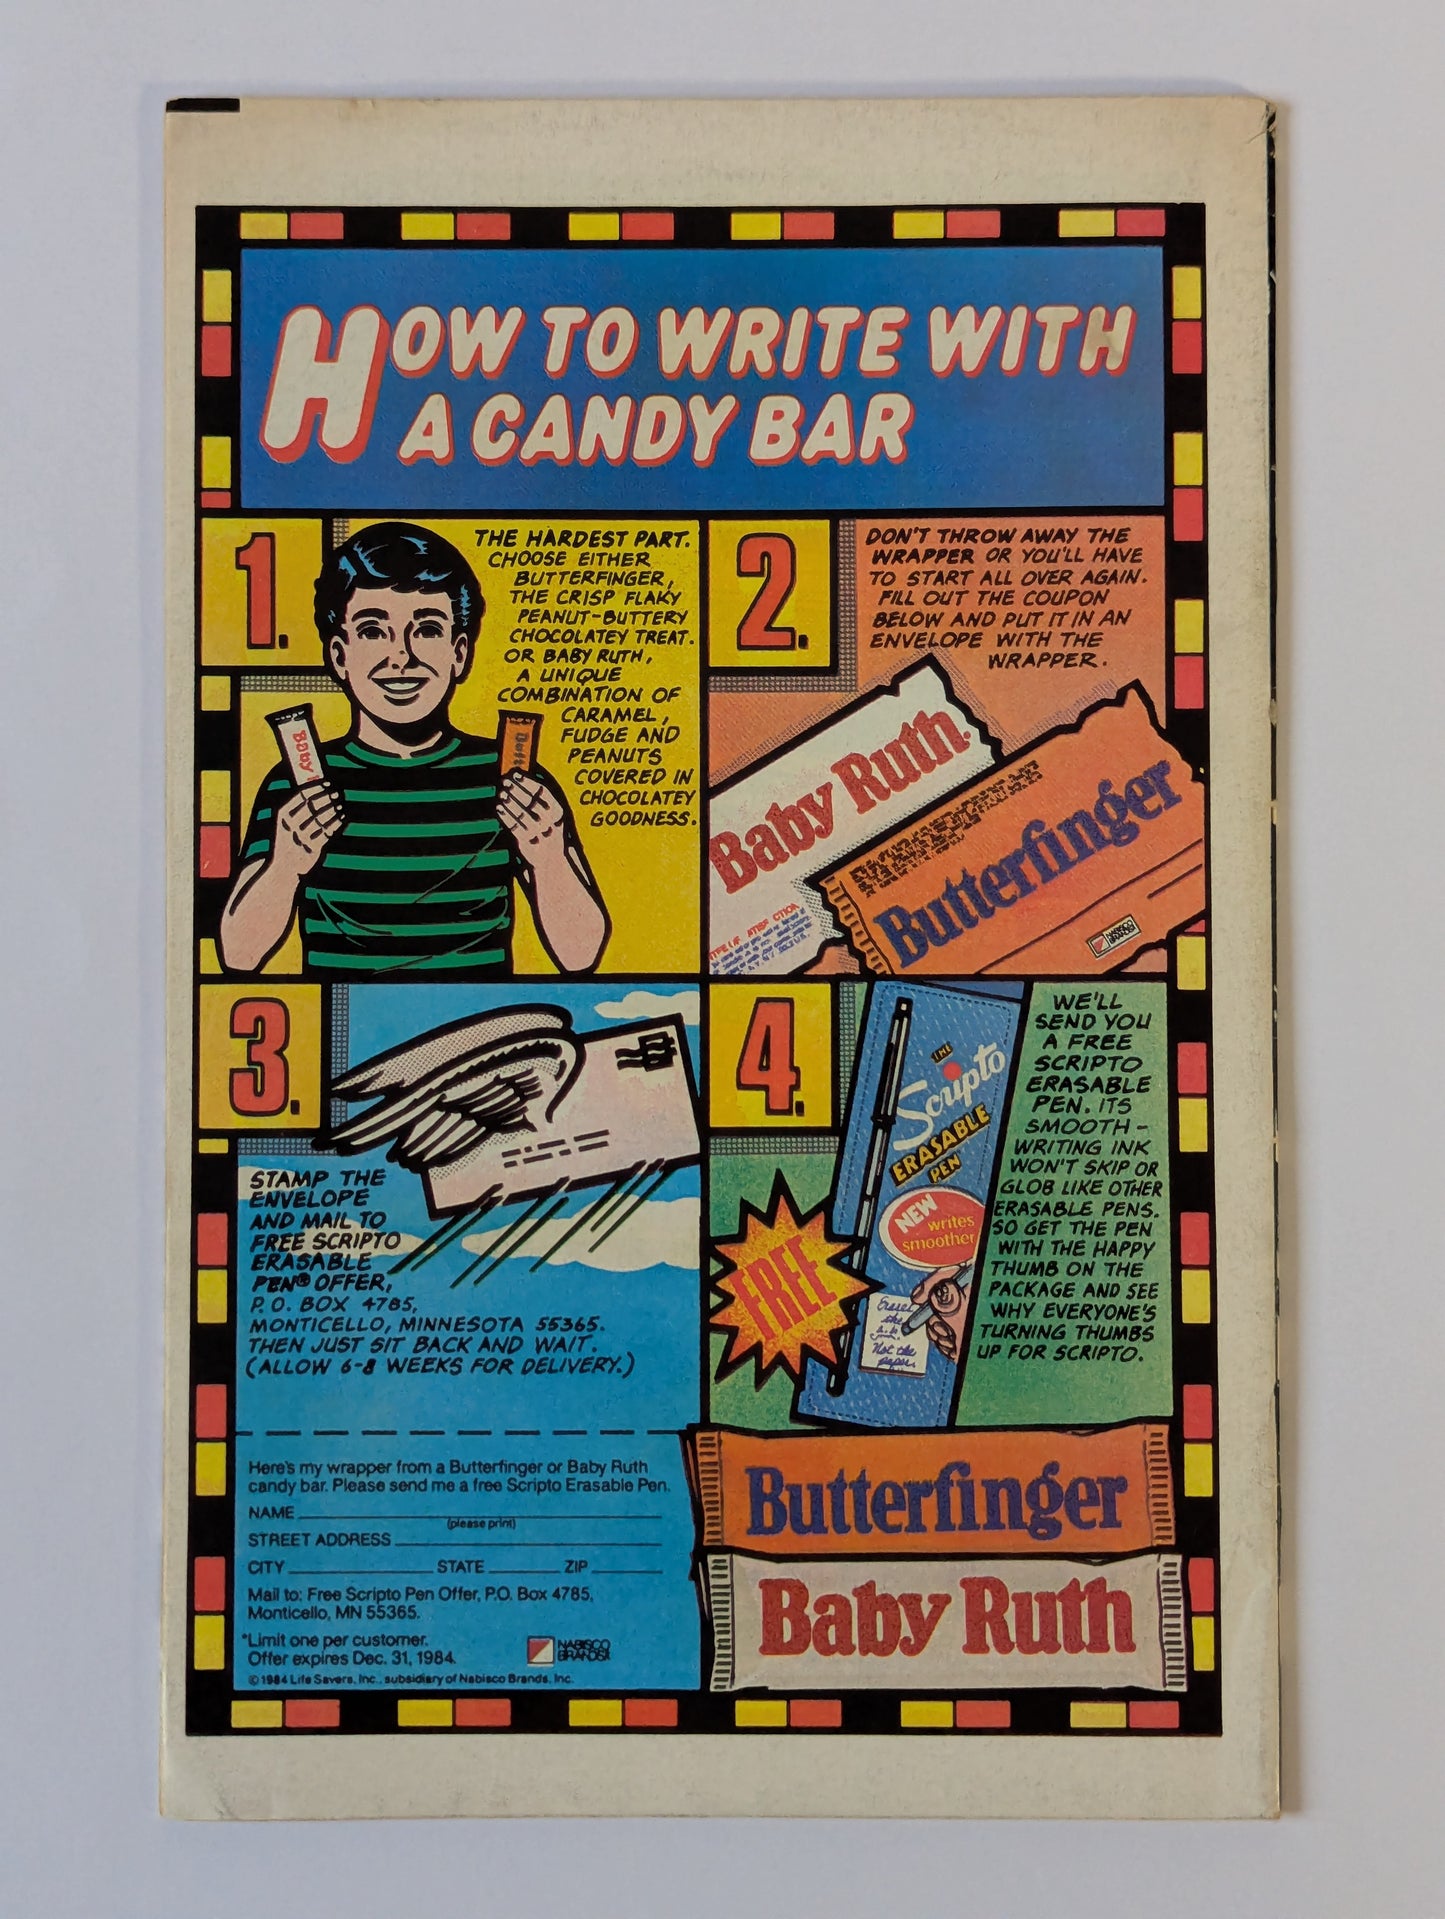 HOW TO WRITE WITH
A CANDY BAR
1.
THE HARDEST PART.
CHOOSE EITHER
BUTTERFINGER,
THE CRISP FLAKY
PEANUT-BUTTERY
CHOCOLATEY TREAT.
OR BABY RUTH,
A UNIQUE
COMBINATION OF
CARAMEL,
FUDGE AND
PEANUTS
COVERED IN
CHOCOLATEY
GOODNESS.
Baby
Butt
2.
DON'T THROW AWAY THE
WRAPPER OR YOU'LL HAVE
TO START ALL OVER AGAIN.
FILL OUT THE COUPON
BELOW AND PUT IT IN AN
ENVELOPE WITH THE
WRAPPER.
Baby Ruth
Butterfinger
NABISCO
BRANDS
3.
STAMP THE
ENVELOPE
AND MAIL TO
FREE SCRIPTO
ERASABLE
PEN® OFFER,
P.O. BOX 4785,
MONTICELLO, MINNESOTA 55365.
THEN JUST SIT BACK AND WAIT.
(ALLOW 6-8 WEEKS FOR DELIVERY.)
4.
THE
Scripto
ERASABLE
PEN
NEW
writes
smoother
FREE
the
Not the
paper.
WE'LL
SEND YOU
A FREE
SCRIPTO
ERASABLE
PEN. ITS
SMOOTH-
WRITING INK
WON'T SKIP OR
GLOB LIKE OTHER
ERASABLE PENS.
SO GET THE PEN
WITH THE HAPPY
THUMB ON THE
PACKAGE AND SEE
WHY EVERYONE'S
TURNING THUMBS
UP FOR SCRIPTO.
Here's my wrapper from a Butterfinger or Baby Ruth
candy bar. Please send me a free Scripto Erasable Pen.
NAME
(please print)
STREET ADDRESS
CITY STATE ZIP
Mail to: Free Scripto Pen Offer, P.O. Box 4785,
Monticello, MN 55365.
*Limit one per customer.
Offer expires Dec. 31, 1984.
NABISCO
BRANDS
© 1984 Life Savers, Inc., subsidiary of Nabisco Brands, Inc.
Butterfinger
Baby Ruth